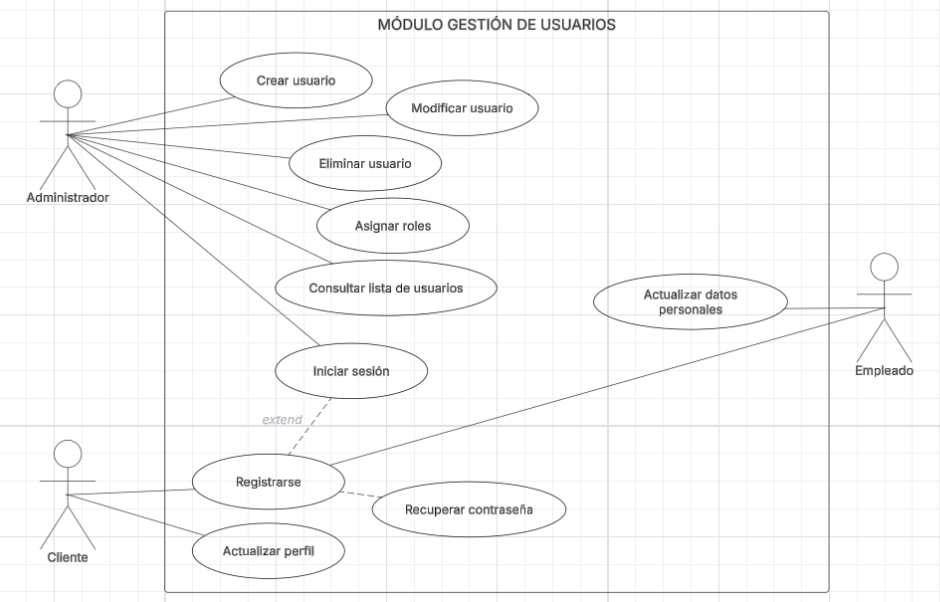 MÓDULO GESTIÓN DE USUARIOS
Crear usuario
Modificar usuario
Eliminar usuario
Administrador
Asignar roles
Consultar lista de usuarios
Actualizar datos
personales
Iniciar sesión
Empleado
extend
Registrarse
Recuperar contraseña
Actualizar perfil
Cliente